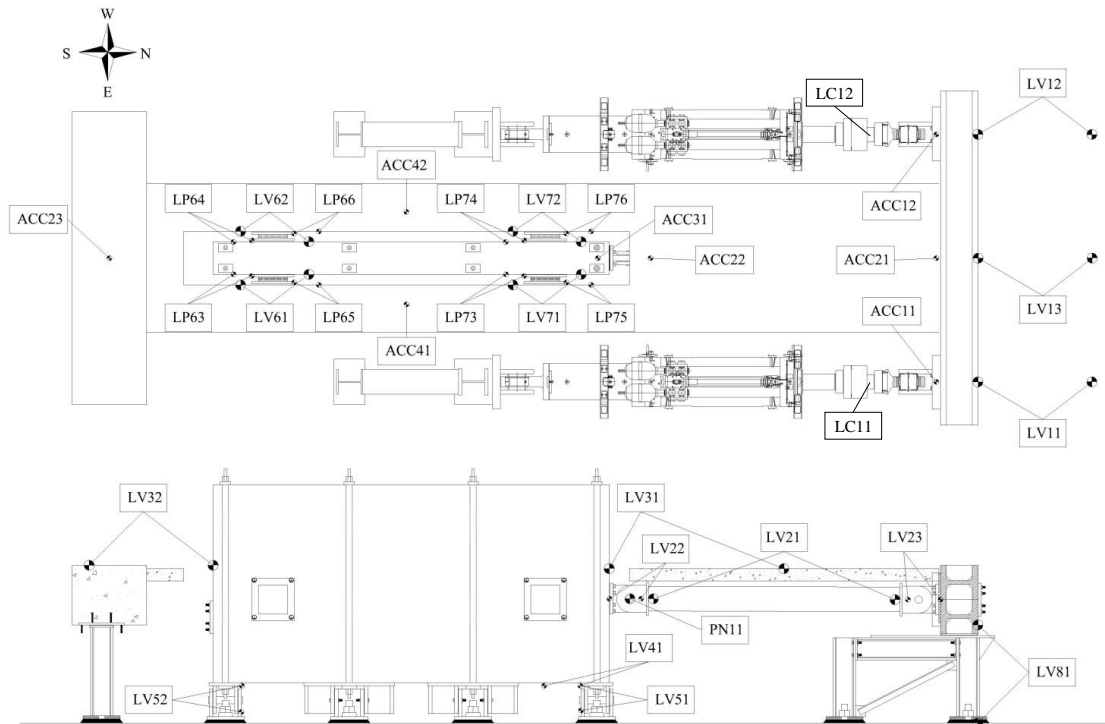 W
S N
E
LC12
LV12
ACC42
LP64 LV62 LP66 LP74 LV72 LP76
ACC31
ACC12
ACC23
ACC22
ACC21
LV13
LP63 LV61 LP65 LP73 LV71 LP75
ACC11
ACC41
LC11
LV11
LV32
LV31
LV22
LV21
LV23
PN11
LV41
LV52
LV51
LV81